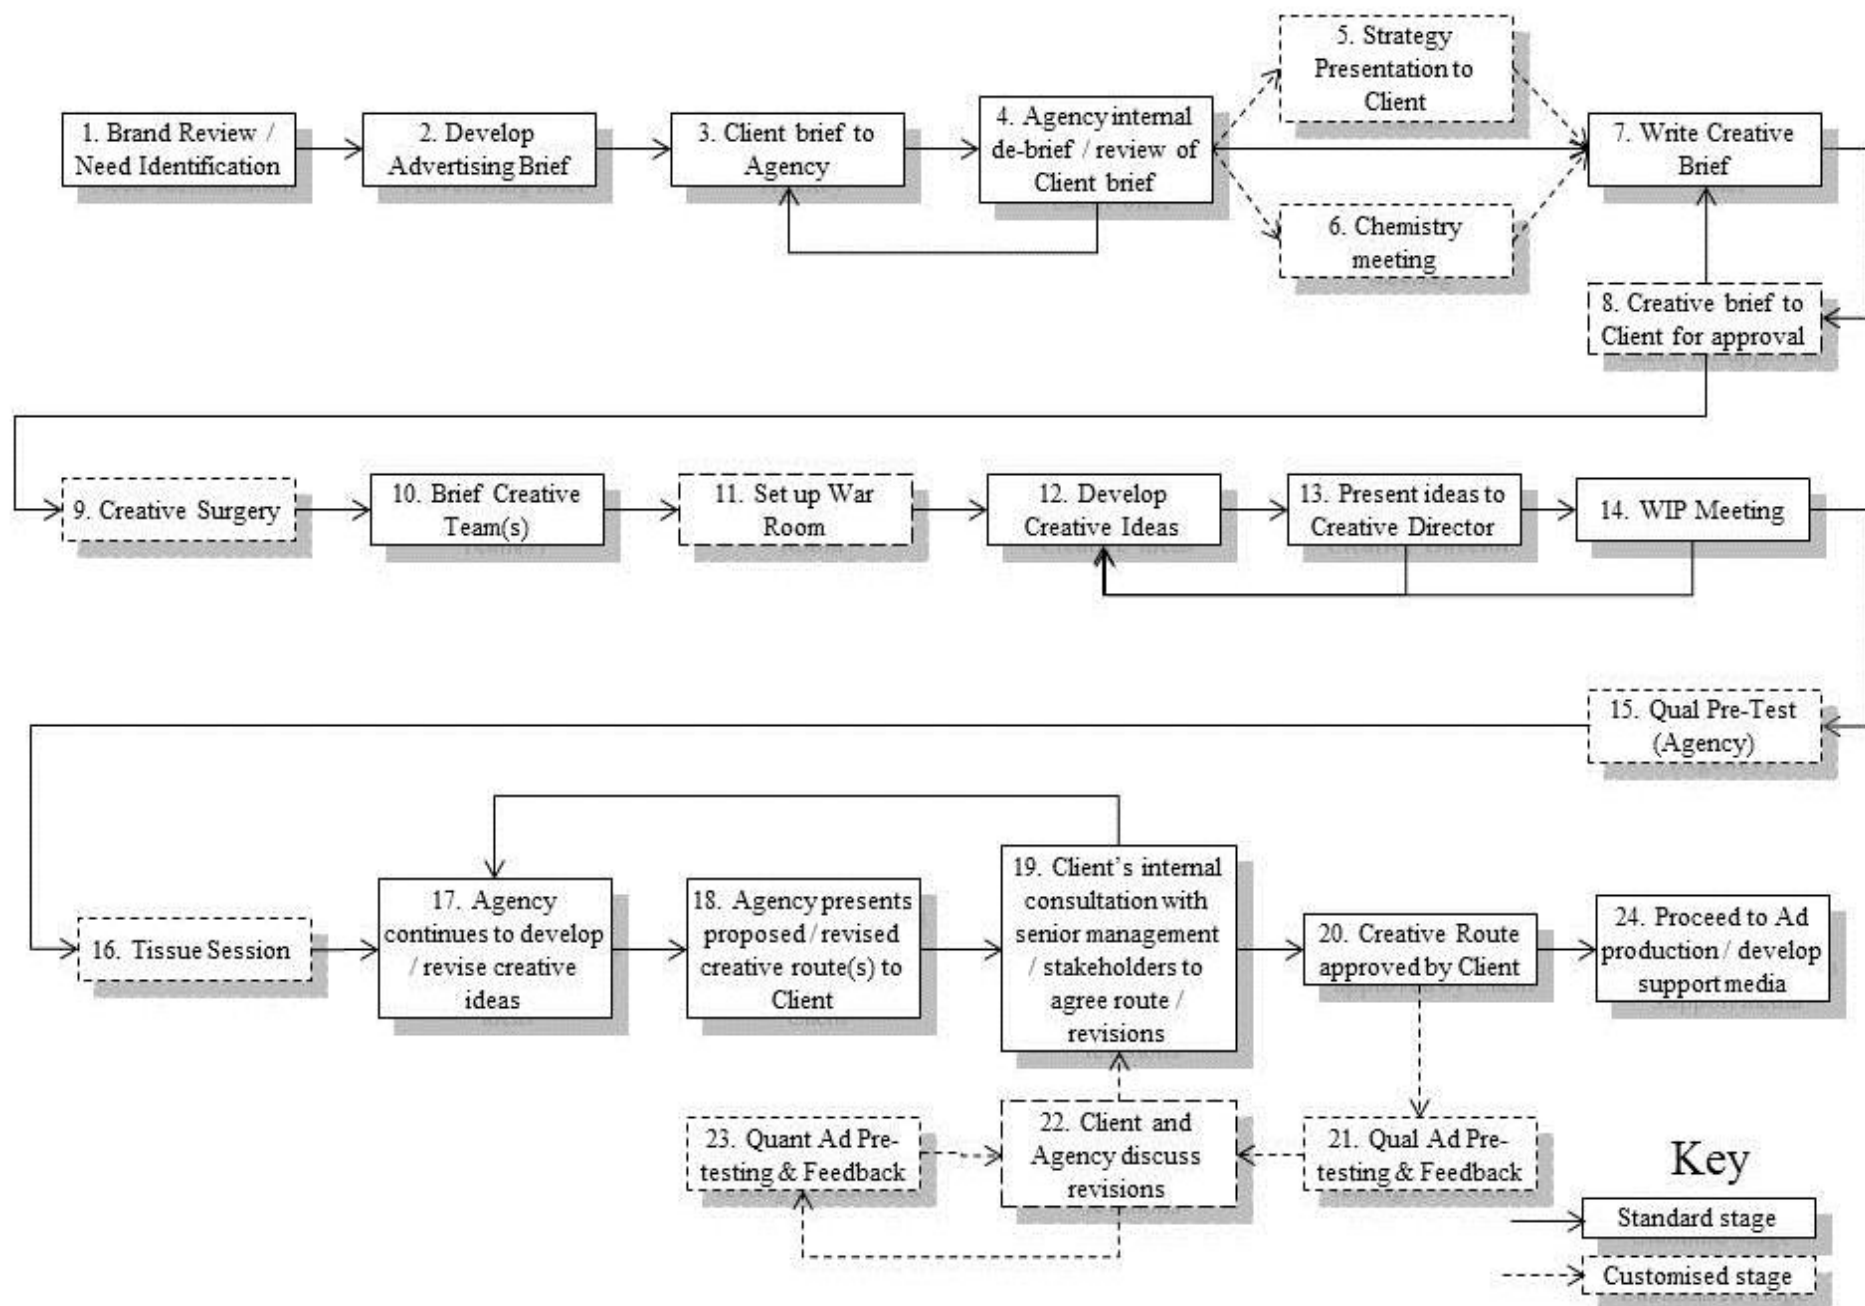 1. Brand Review /
Need Identification
2. Develop
Advertising Brief
3. Client brief to
Agency
4. Agency internal
de-brief / review of
Client brief
5. Strategy
Presentation to
Client
6. Chemistry
meeting
7. Write Creative
Brief
8. Creative brief to
Client for approval
9. Creative Surgery
10. Brief Creative
Team(s)
11. Set up War
Room
12. Develop
Creative Ideas
13. Present ideas to
Creative Director
14. WIP Meeting
15. Qual Pre-Test
(Agency)
16. Tissue Session
17. Agency
continues to develop
/ revise creative
ideas
18. Agency presents
proposed / revised
creative route(s) to
Client
19. Client’s internal
consultation with
senior management
/ stakeholders to
agree route /
revisions
20. Creative Route
approved by Client
24. Proceed to Ad
production / develop
support media
23. Quant Ad Pre-
testing & Feedback
22. Client and
Agency discuss
revisions
21. Qual Ad Pre-
testing & Feedback
Key
Standard stage
Customised stage